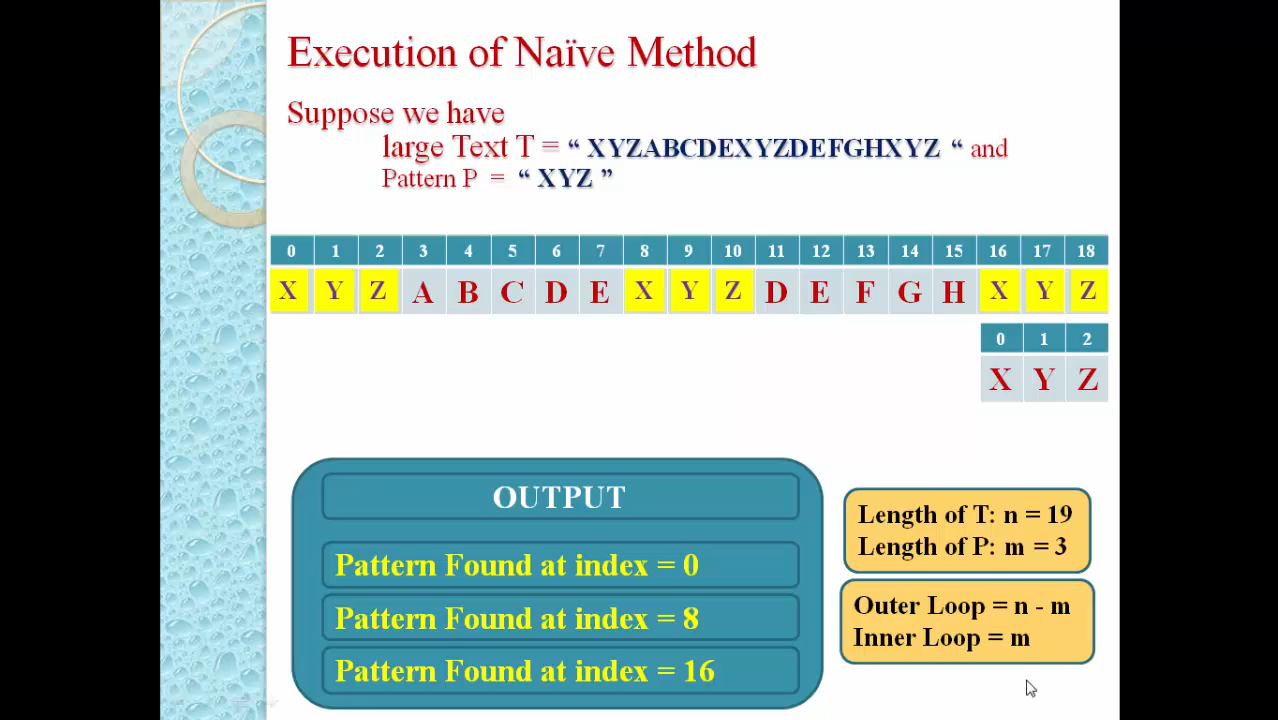 Execution of Naïve Method
Suppose we have
large Text T = “ XYZABCDEXYZDEFGHXYZ “ and
Pattern P = “ XYZ ”
0 1 2 3 4 5 6 7 8 9 10 11 12 13 14 15 16 17 18
X Y Z A B C D E X Y Z D E F G H X Y Z
0 1 2
X Y Z
OUTPUT
Pattern Found at index = 0
Pattern Found at index = 8
Pattern Found at index = 16
Length of T: n = 19
Length of P: m = 3
Outer Loop = n - m
Inner Loop = m